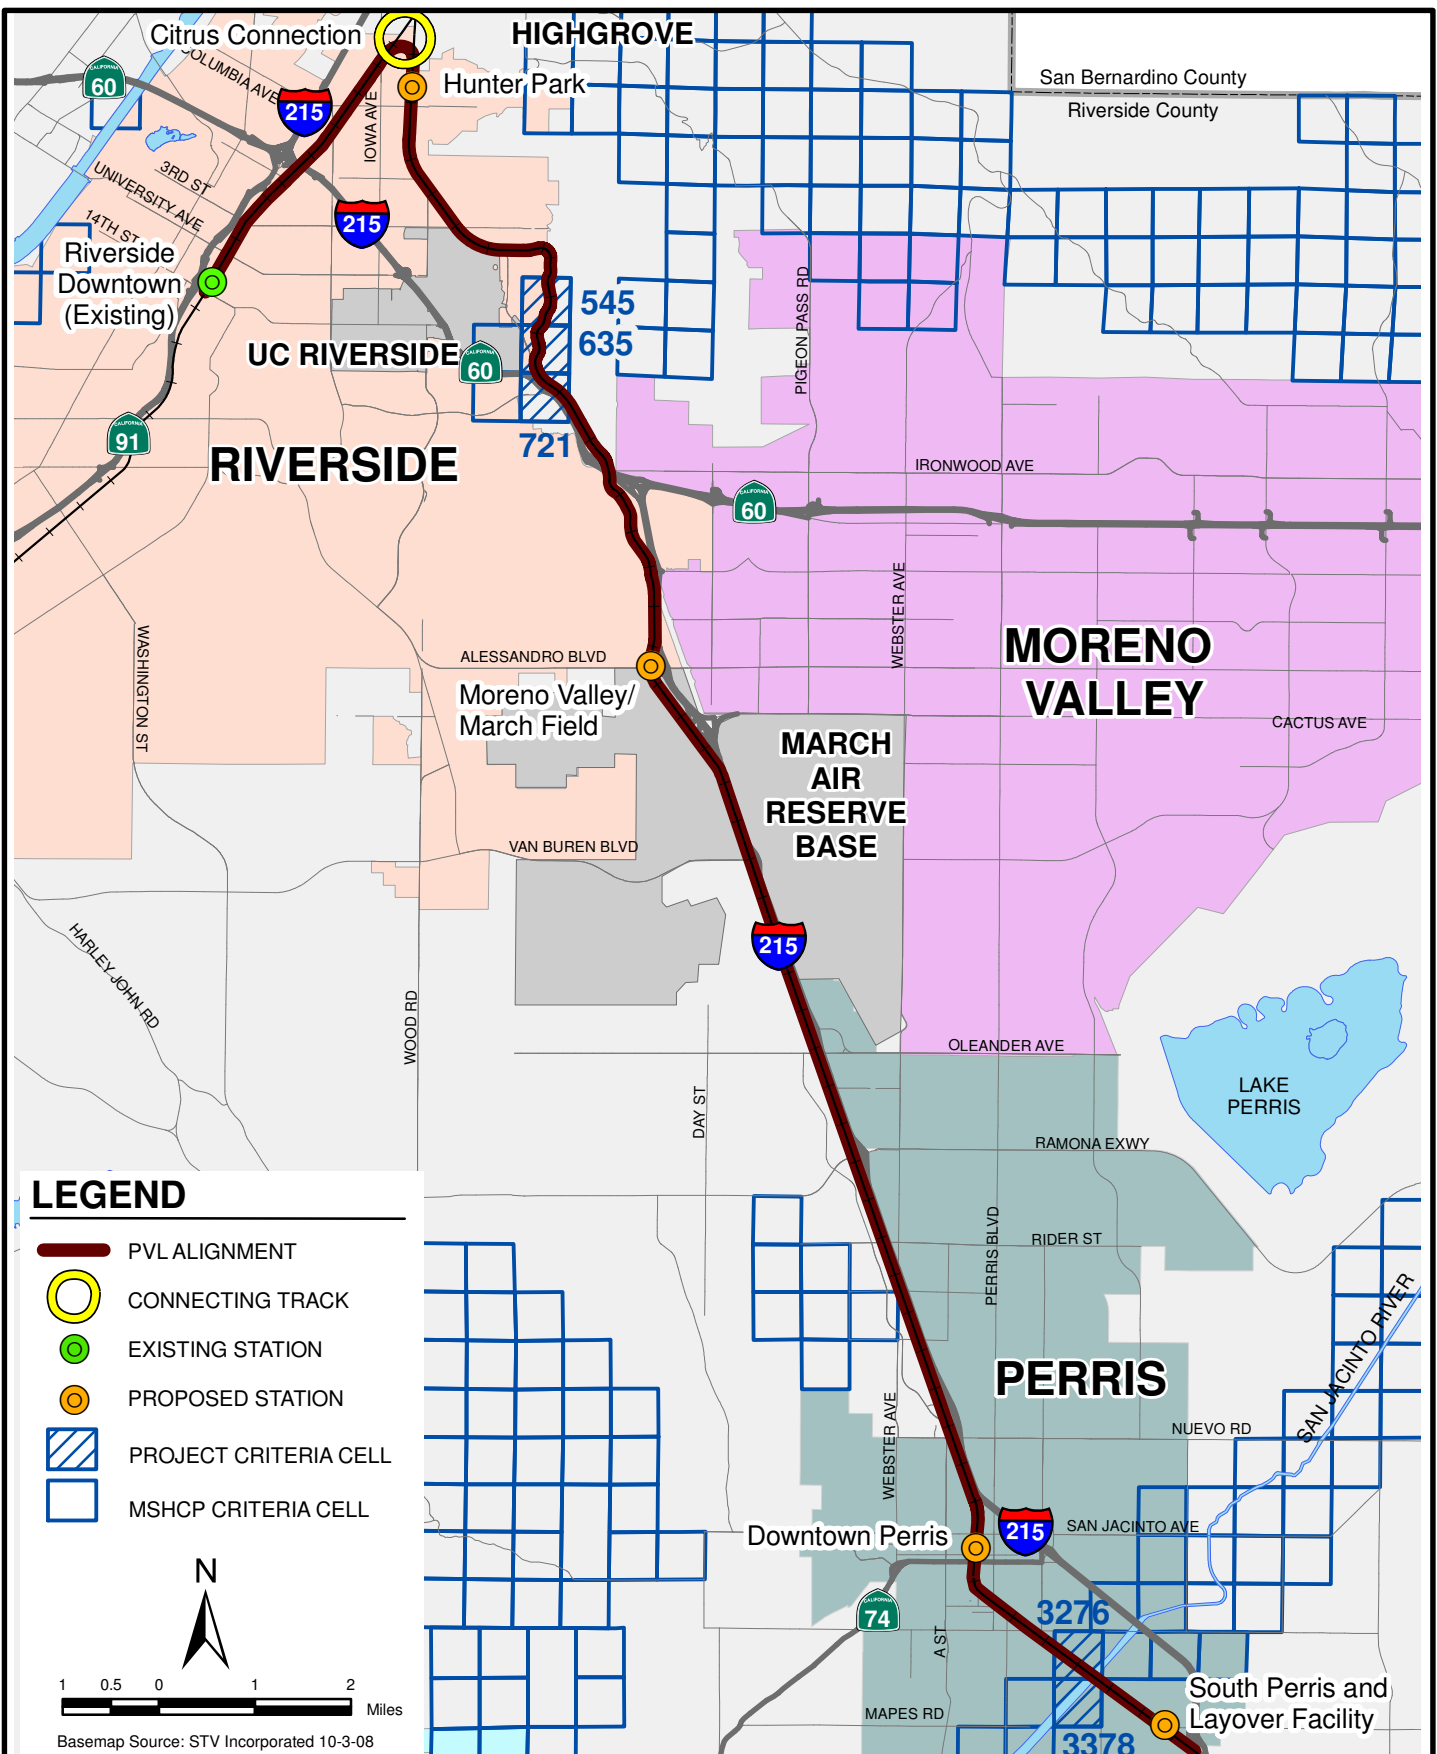 Citrus Connection
HIGHGROVE
San Bernardino County
Riverside County
COLUMBIA AVE
CALIFORNIA
60
215
IOWA AVE
Hunter Park
3RD ST
UNIVERSITY AVE
14TH ST
215
Riverside
Downtown
(Existing)
545
635
PIGEON PASS RD
UC RIVERSIDE
CALIFORNIA
60
CALIFORNIA
91
721
RIVERSIDE
IRONWOOD AVE
CALIFORNIA
60
WEBSTER AVE
WASHINGTON ST
ALESSANDRO BLVD
MORENO
VALLEY
Moreno Valley/
March Field
CACTUS AVE
MARCH
AIR
RESERVE
BASE
VAN BUREN BLVD
HARLEY JOHN RD
215
WOOD RD
OLEANDER AVE
LAKE
PERRIS
DAY ST
RAMONA EXWY
PERRIS BLVD
RIDER ST
SAN JACINTO RIVER
PERRIS
WEBSTER AVE
NUEVO RD
215
SAN JACINTO AVE
Downtown Perris
CALIFORNIA
74
3276
A ST
South Perris and
Layover Facility
MAPES RD
3378
LEGEND
PVL ALIGNMENT
CONNECTING TRACK
EXISTING STATION
PROPOSED STATION
PROJECT CRITERIA CELL
MSHCP CRITERIA CELL
N
1 0.5 0 1 2
Miles
Basemap Source: STV Incorporated 10-3-08